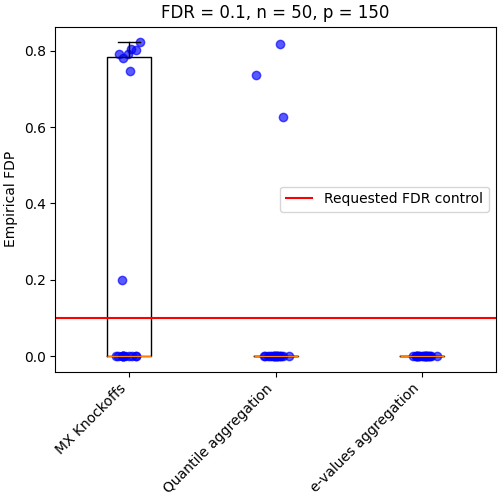 FDR = 0.1, n = 50, p = 150
Empirical FDP
0.8
0.6
0.4
0.2
0.0
Requested FDR control
MX Knockoffs
Quantile aggregation
e-values aggregation